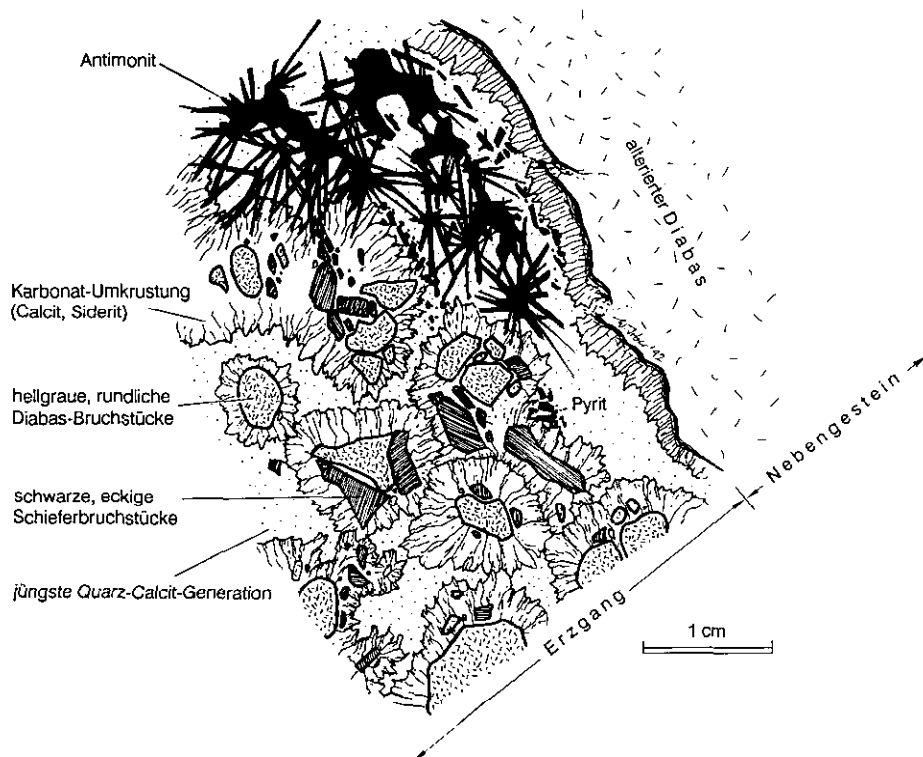 Antimonit
alterierter Diabas
Karbonat-Umkrustung
(Calcit, Siderit)
hellgraue, rundliche
Diabas-Bruchstücke
Pyrit
schwarze, eckige
Schieferbruchstücke
jüngste Quarz-Calcit-Generation
Nebengestein
Erzgang
1 cm